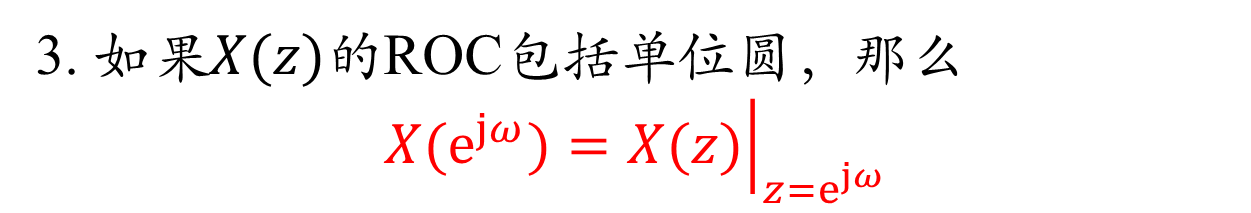 3. 如果X(z)的ROC包括单位圆，那么
X(e^{jω}) = X(z)|_{z=e^{jω}}